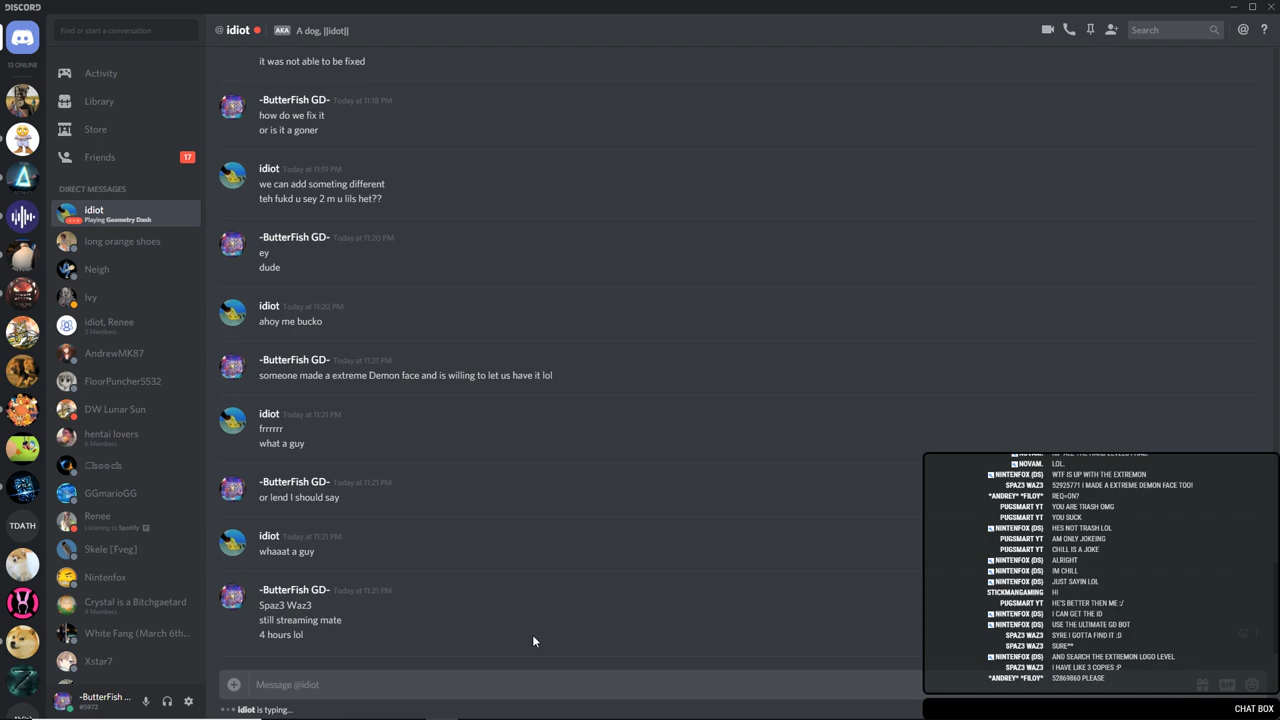 DISCORD
Find or start a conversation
@ idiot
AKA A dog, ||idot||
Search
13 ONLINE
Activity
Library
Store
Friends 17
DIRECT MESSAGES
idiot
Playing Geometry Dash
long orange shoes
Neigh
Ivy
idiot, Renee
3 Members
AndrewMK87
FloorPuncher5532
DW Lunar Sun
hentai lovers
6 Members
ℂ𝕙𝕠𝕠𝕔𝕙
GGmarioGG
Renee
Listening to Spotify
TDATH
Skele [Fveg]
Nintenfox
Crystal is a Bitchgaetard
4 Members
White Fang (March 6th...
Xstar7
-ButterFish ...
#5972
it was not able to be fixed
-ButterFish GD- Today at 11:18 PM
how do we fix it
or is it a goner
idiot Today at 11:19 PM
we can add someting different
teh fukd u sey 2 m u lils het??
-ButterFish GD- Today at 11:20 PM
ey
dude
idiot Today at 11:20 PM
ahoy me bucko
-ButterFish GD- Today at 11:21 PM
someone made a extreme Demon face and is willing to let us have it lol
idiot Today at 11:21 PM
frrrrrr
what a guy
-ButterFish GD- Today at 11:21 PM
or lend I should say
idiot Today at 11:21 PM
whaaat a guy
-ButterFish GD- Today at 11:21 PM
Spaz3 Waz3
still streaming mate
4 hours lol
Message @idiot
idiot is typing...
NOVAM. LOL.
NINTENFOX (DS) WTF IS UP WITH THE EXTREMON
SPAZ3 WAZ3 52925771 I MADE A EXTREME DEMON FACE TOO!
*ANDREY* *FILOY* REQ=ON?
PUGSMART YT YOU ARE TRASH OMG
PUGSMART YT YOU SUCK
NINTENFOX (DS) HES NOT TRASH LOL
PUGSMART YT AM ONLY JOKEING
PUGSMART YT CHILL IS A JOKE
NINTENFOX (DS) ALRIGHT
NINTENFOX (DS) IM CHILL
NINTENFOX (DS) JUST SAYIN LOL
STICKMANGAMING HI
PUGSMART YT HE'S BETTER THEN ME :/
NINTENFOX (DS) I CAN GET THE ID
NINTENFOX (DS) USE THE ULTIMATE GD BOT
SPAZ3 WAZ3 SYRE I GOTTA FIND IT :D
SPAZ3 WAZ3 SURE**
NINTENFOX (DS) AND SEARCH THE EXTREMON LOGO LEVEL
SPAZ3 WAZ3 I HAVE LIKE 3 COPIES :P
*ANDREY* *FILOY* 52869860 PLEASE
CHAT BOX